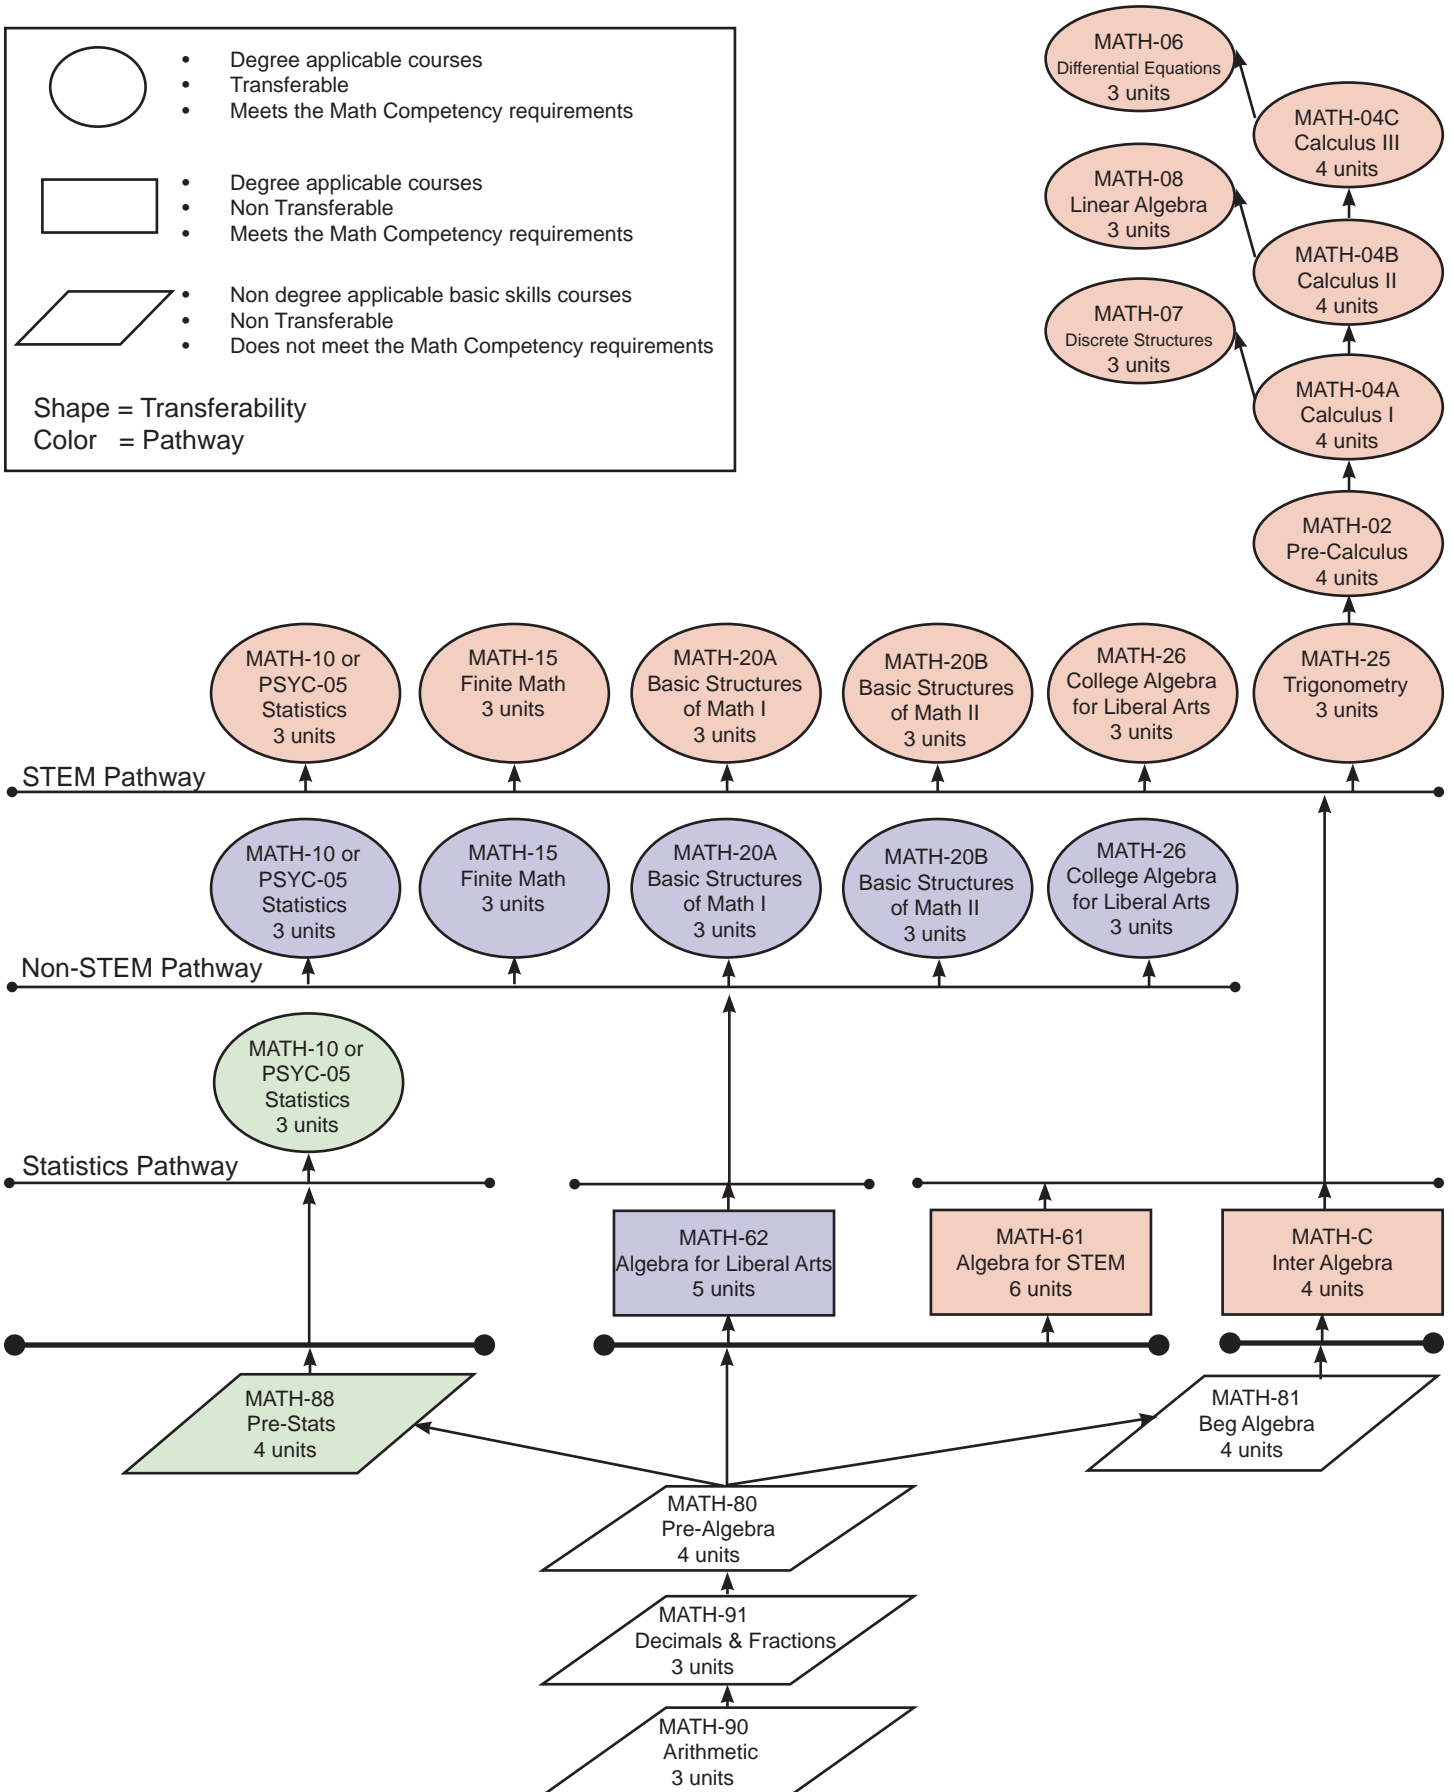 • Degree applicable courses
• Transferable
• Meets the Math Competency requirements
• Degree applicable courses
• Non Transferable
• Meets the Math Competency requirements
• Non degree applicable basic skills courses
• Non Transferable
• Does not meet the Math Competency requirements
Shape = Transferability
Color = Pathway
MATH-06
Differential Equations
3 units
MATH-04C
Calculus III
4 units
MATH-08
Linear Algebra
3 units
MATH-04B
Calculus II
4 units
MATH-07
Discrete Structures
3 units
MATH-04A
Calculus I
4 units
MATH-02
Pre-Calculus
4 units
MATH-10 or
PSYC-05
Statistics
3 units
MATH-15
Finite Math
3 units
MATH-20A
Basic Structures
of Math I
3 units
MATH-20B
Basic Structures
of Math II
3 units
MATH-26
College Algebra
for Liberal Arts
3 units
MATH-25
Trigonometry
3 units
STEM Pathway
MATH-10 or
PSYC-05
Statistics
3 units
MATH-15
Finite Math
3 units
MATH-20A
Basic Structures
of Math I
3 units
MATH-20B
Basic Structures
of Math II
3 units
MATH-26
College Algebra
for Liberal Arts
3 units
Non-STEM Pathway
MATH-10 or
PSYC-05
Statistics
3 units
Statistics Pathway
MATH-62
Algebra for Liberal Arts
5 units
MATH-61
Algebra for STEM
6 units
MATH-C
Inter Algebra
4 units
MATH-88
Pre-Stats
4 units
MATH-81
Beg Algebra
4 units
MATH-80
Pre-Algebra
4 units
MATH-91
Decimals & Fractions
3 units
MATH-90
Arithmetic
3 units